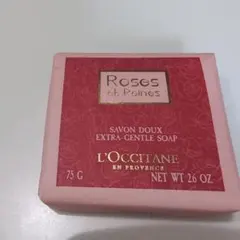 Roses
et Reines
SAVON DOUX
EXTRA-GENTLE SOAP
L'OCCITANE
EN PROVENCE
75 G NET WT 2.6 OZ.